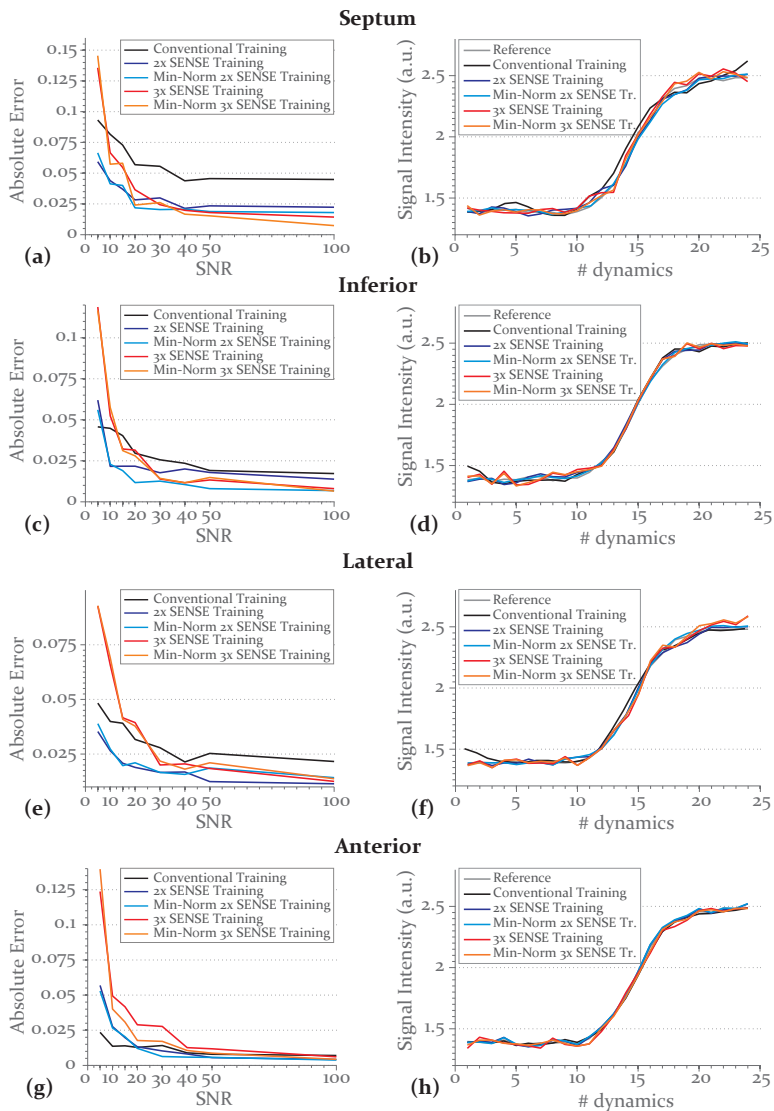 Septum
0.15
0.1
0.075
0.05
0.025
0
Absolute Error
Conventional Training
2x SENSE Training
Min-Norm 2x SENSE Training
3x SENSE Training
Min-Norm 3x SENSE Training
0 5 10 20 30 40 50 100
SNR
(a)
2.5
2
1.5
Signal Intensity (a.u.)
Reference
Conventional Training
2x SENSE Training
Min-Norm 2x SENSE Tr.
3x SENSE Training
Min-Norm 3x SENSE Tr.
0 5 10 15 20 25
# dynamics
(b)
Inferior
0.1
0.075
0.05
0.025
0
Absolute Error
Conventional Training
2x SENSE Training
Min-Norm 2x SENSE Training
3x SENSE Training
Min-Norm 3x SENSE Training
0 5 10 20 30 40 50 100
SNR
(c)
2.5
2
1.5
Signal Intensity (a.u.)
Reference
Conventional Training
2x SENSE Training
Min-Norm 2x SENSE Tr.
3x SENSE Training
Min-Norm 3x SENSE Tr.
0 5 10 15 20 25
# dynamics
(d)
Lateral
0.075
0.05
0.025
Absolute Error
Conventional Training
2x SENSE Training
Min-Norm 2x SENSE Training
3x SENSE Training
Min-Norm 3x SENSE Training
0 5 10 20 30 40 50 100
SNR
(e)
2.5
2
1.5
Signal Intensity (a.u.)
Reference
Conventional Training
2x SENSE Training
Min-Norm 2x SENSE Tr.
3x SENSE Training
Min-Norm 3x SENSE Tr.
0 5 10 15 20 25
# dynamics
(f)
Anterior
0.125
0.1
0.075
0.05
0.025
0
Absolute Error
Conventional Training
2x SENSE Training
Min-Norm 2x SENSE Training
3x SENSE Training
Min-Norm 3x SENSE Training
0 5 10 20 30 40 50 100
SNR
(g)
2.5
2
1.5
Signal Intensity (a.u.)
Reference
Conventional Training
2x SENSE Training
Min-Norm 2x SENSE Tr.
3x SENSE Training
Min-Norm 3x SENSE Tr.
0 5 10 15 20 25
# dynamics
(h)